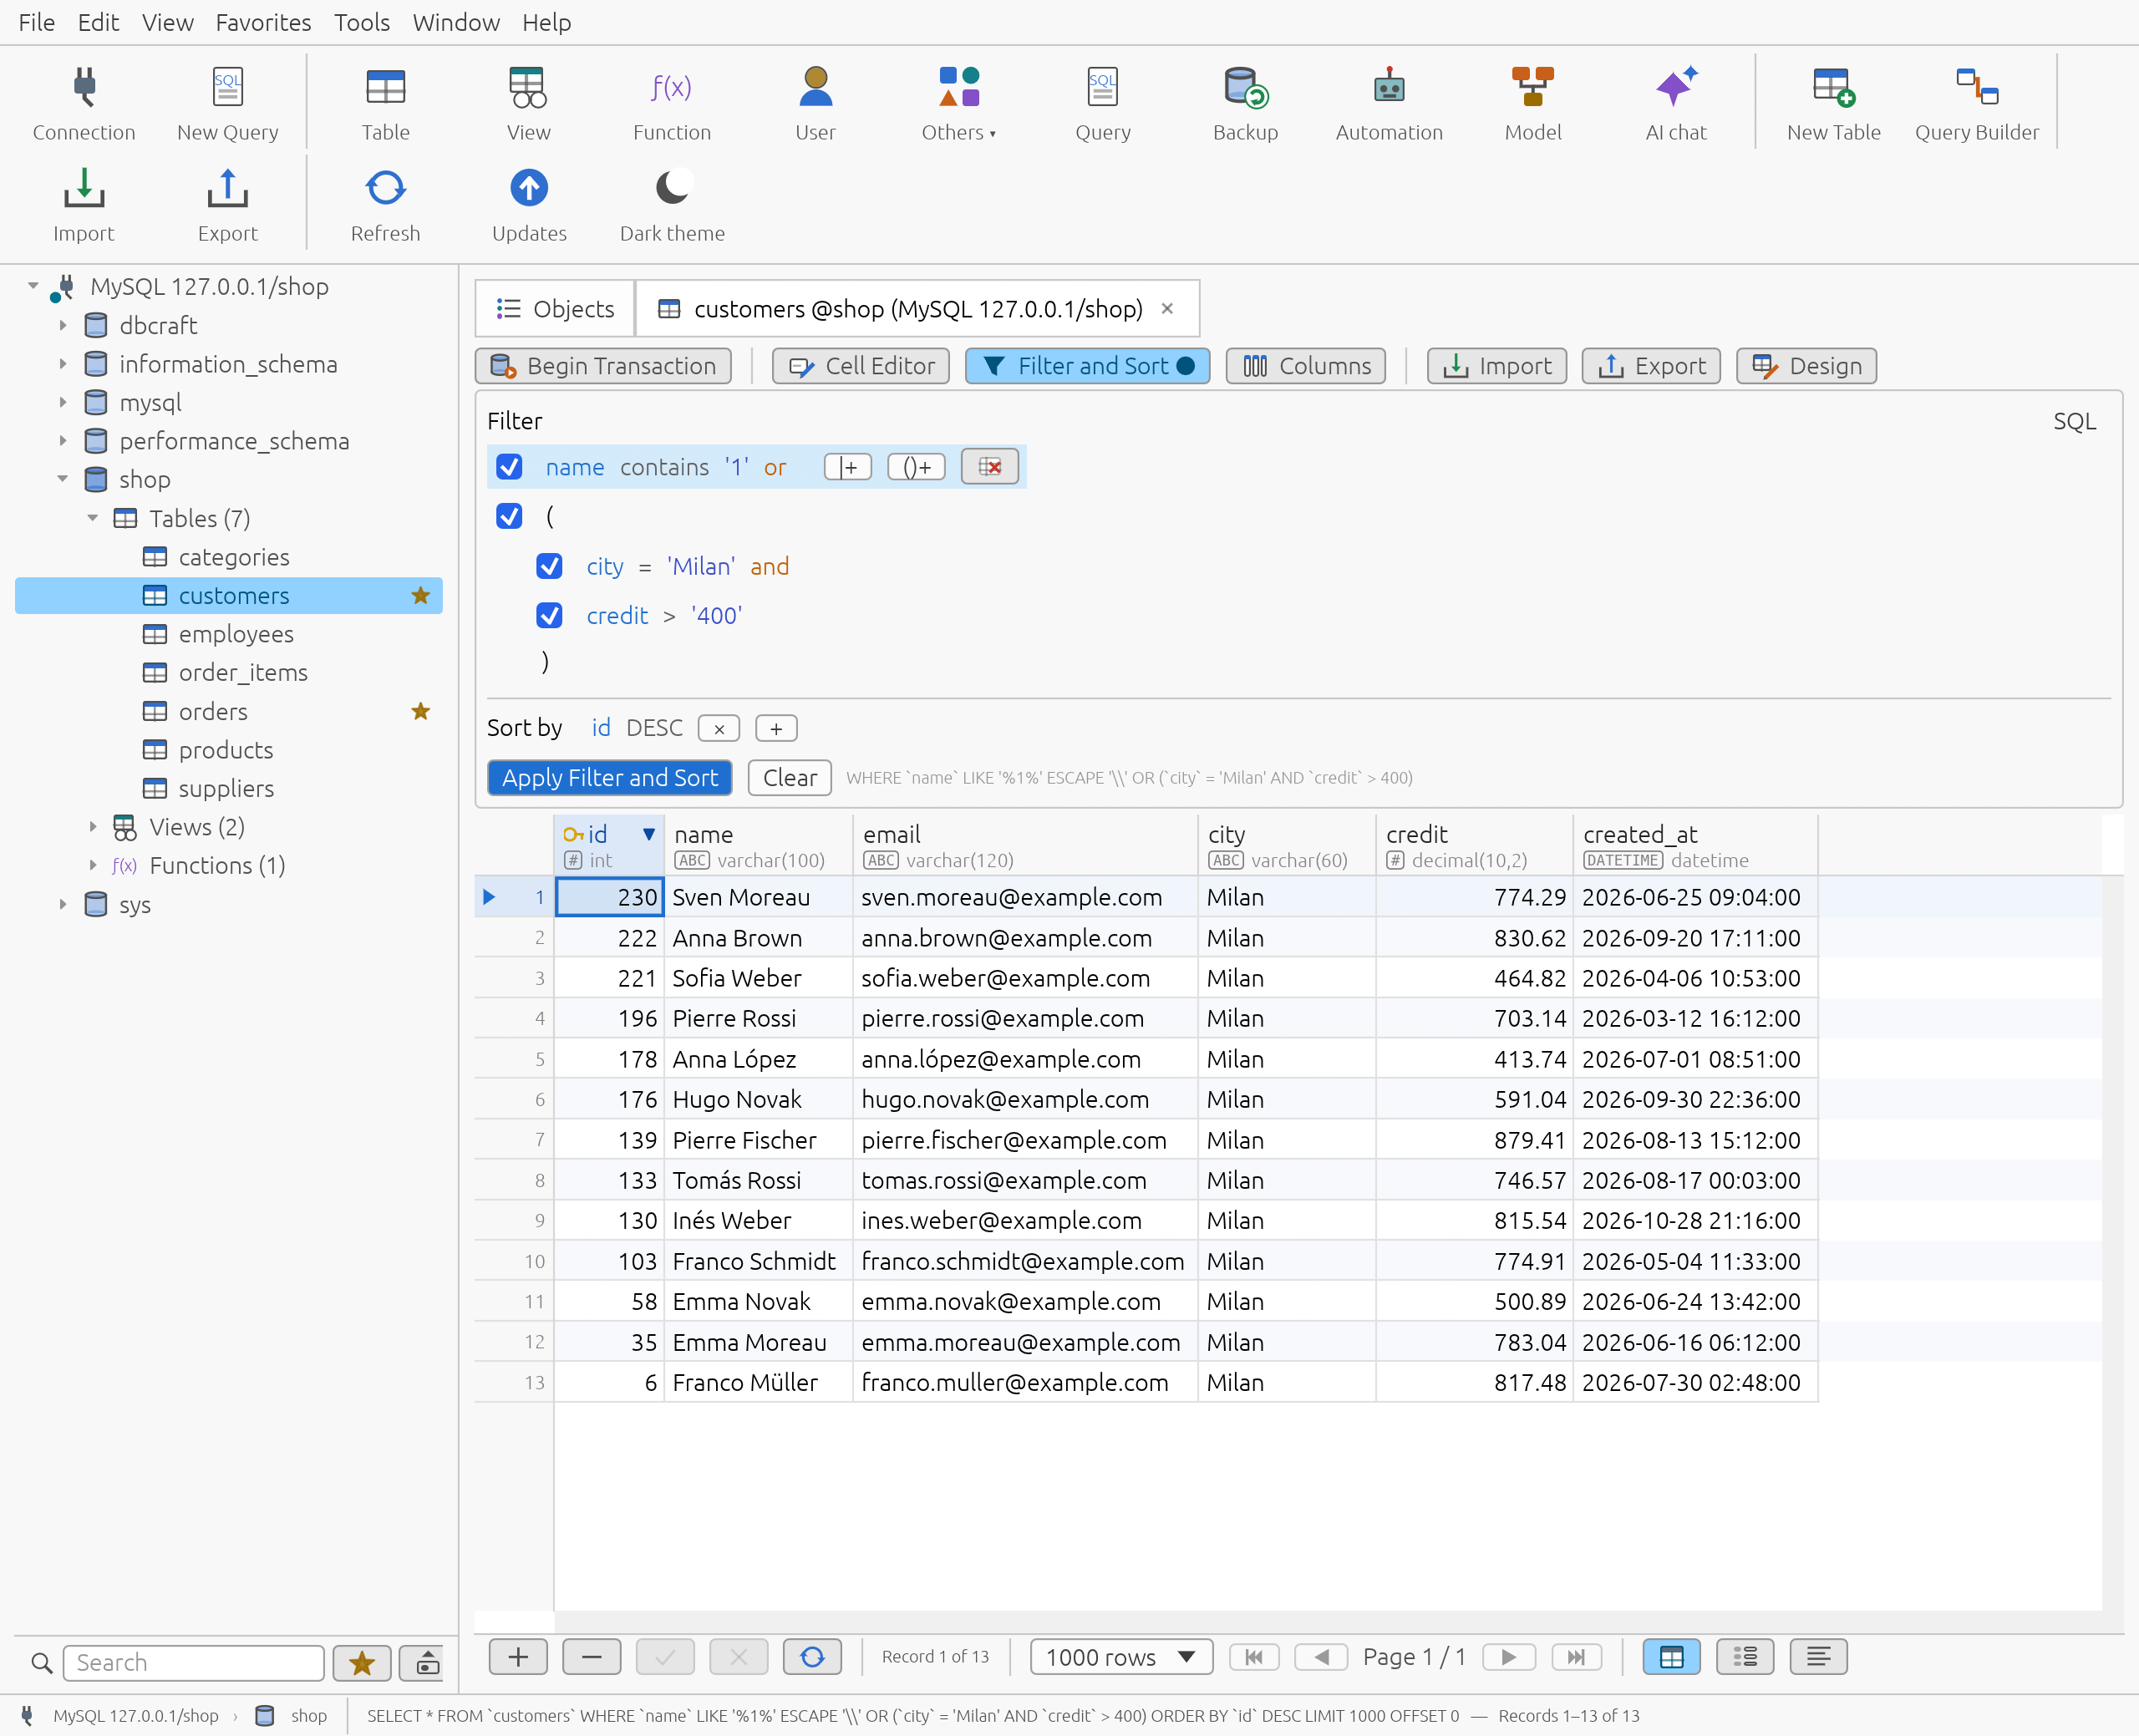 File Edit View Favorites Tools Window Help
Connection New Query Table View Function User Others ▾ Query Backup Automation Model AI chat New Table Query Builder
Import Export Refresh Updates Dark theme
MySQL 127.0.0.1/shop
dbcraft
information_schema
mysql
performance_schema
shop
Tables (7)
categories
customers
employees
order_items
orders
products
suppliers
Views (2)
f(x) Functions (1)
sys
Search
Objects customers @shop (MySQL 127.0.0.1/shop) ×
Begin Transaction Cell Editor Filter and Sort Columns Import Export Design
Filter SQL
name contains '1' or |+ ()+
(
city = 'Milan' and
credit > '400'
)
Sort by id DESC × +
Apply Filter and Sort Clear WHERE `name` LIKE '%1%' ESCAPE '\\' OR (`city` = 'Milan' AND `credit` > 400)
id ▼ name email city credit created_at
# int ABC varchar(100) ABC varchar(120) ABC varchar(60) # decimal(10,2) DATETIME datetime
1 230 Sven Moreau sven.moreau@example.com Milan 774.29 2026-06-25 09:04:00
2 222 Anna Brown anna.brown@example.com Milan 830.62 2026-09-20 17:11:00
3 221 Sofia Weber sofia.weber@example.com Milan 464.82 2026-04-06 10:53:00
4 196 Pierre Rossi pierre.rossi@example.com Milan 703.14 2026-03-12 16:12:00
5 178 Anna López anna.lópez@example.com Milan 413.74 2026-07-01 08:51:00
6 176 Hugo Novak hugo.novak@example.com Milan 591.04 2026-09-30 22:36:00
7 139 Pierre Fischer pierre.fischer@example.com Milan 879.41 2026-08-13 15:12:00
8 133 Tomás Rossi tomas.rossi@example.com Milan 746.57 2026-08-17 00:03:00
9 130 Inés Weber ines.weber@example.com Milan 815.54 2026-10-28 21:16:00
10 103 Franco Schmidt franco.schmidt@example.com Milan 774.91 2026-05-04 11:33:00
11 58 Emma Novak emma.novak@example.com Milan 500.89 2026-06-24 13:42:00
12 35 Emma Moreau emma.moreau@example.com Milan 783.04 2026-06-16 06:12:00
13 6 Franco Müller franco.muller@example.com Milan 817.48 2026-07-30 02:48:00
Record 1 of 13 1000 rows Page 1 / 1
MySQL 127.0.0.1/shop › shop SELECT * FROM `customers` WHERE `name` LIKE '%1%' ESCAPE '\\' OR (`city` = 'Milan' AND `credit` > 400) ORDER BY `id` DESC LIMIT 1000 OFFSET 0 — Records 1–13 of 13